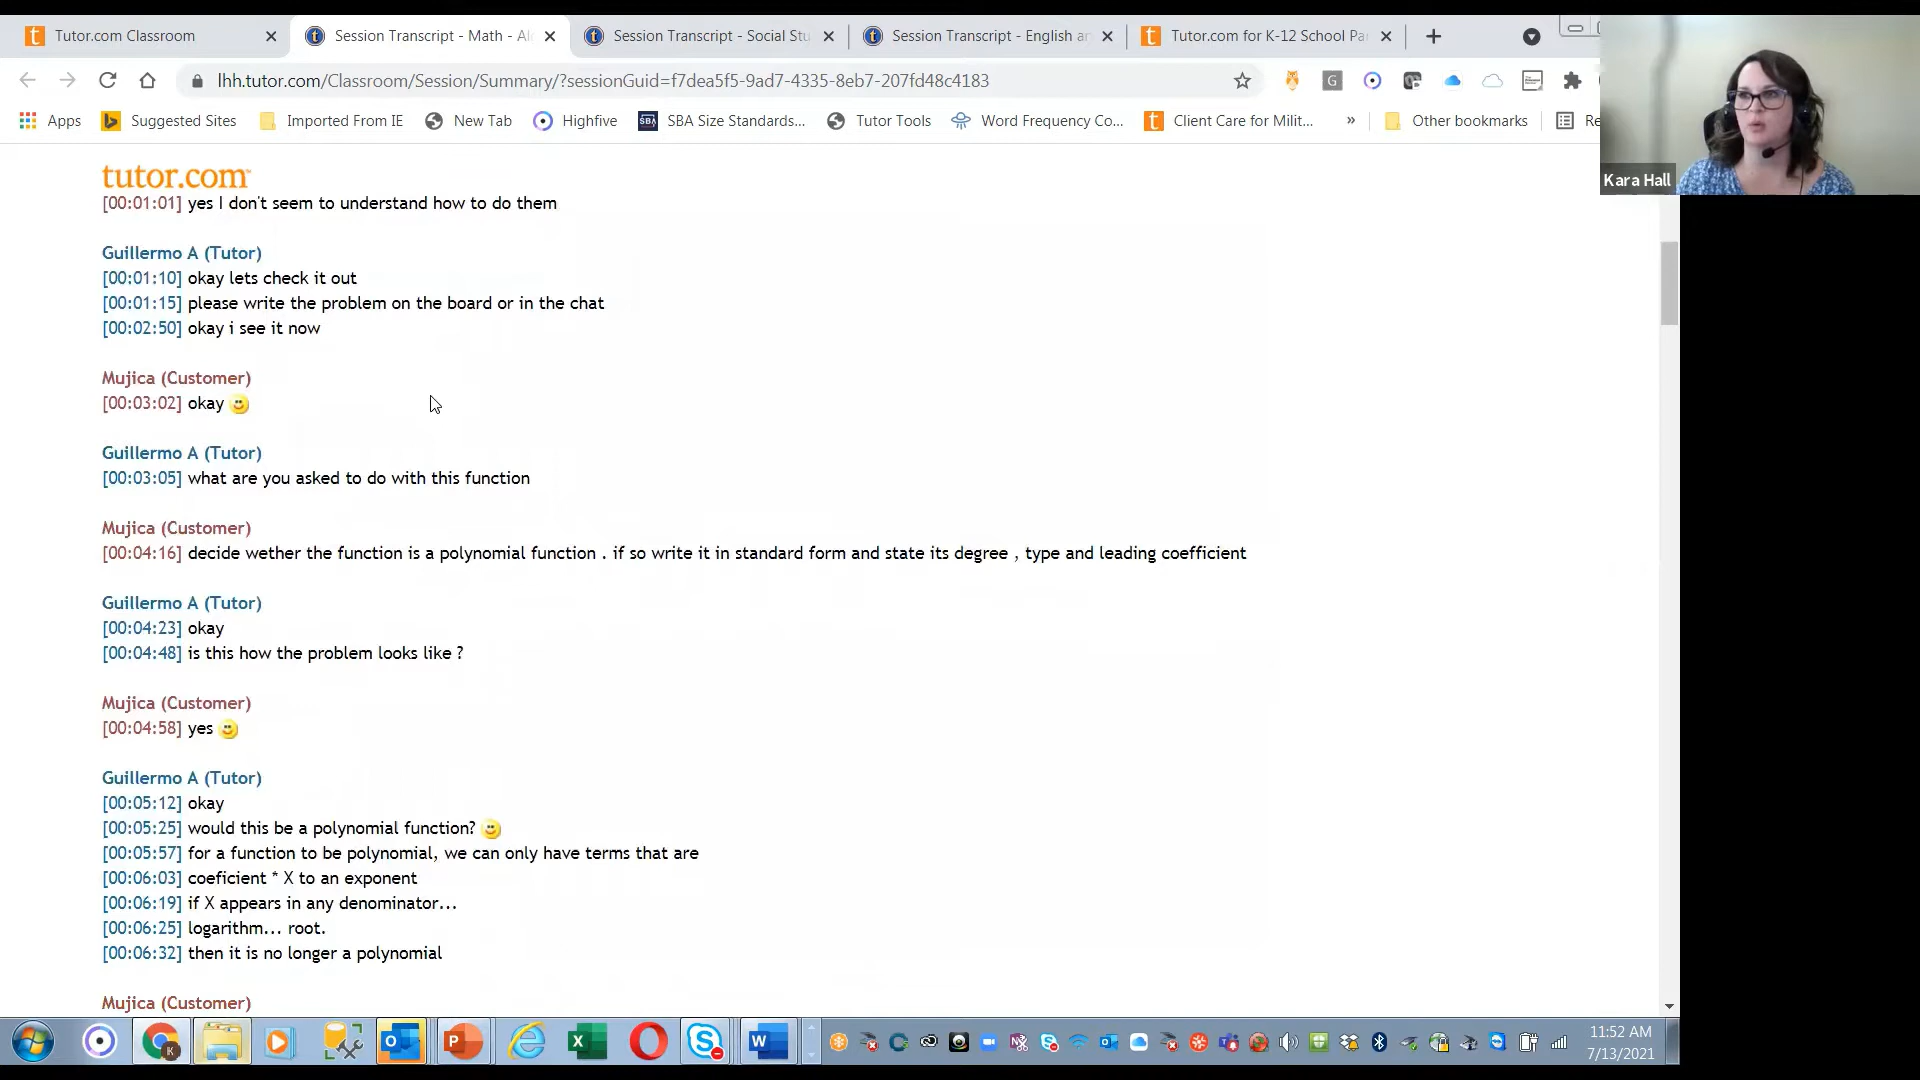 Tutor.com Classroom
Session Transcript - Math - Al
Session Transcript - Social Stu
Session Transcript - English an
Tutor.com for K-12 School Pa
lhh.tutor.com/Classroom/Session/Summary/?sessionGuid=f7dea5f5-9ad7-4335-8eb7-207fd48c4183
Apps
Suggested Sites
Imported From IE
New Tab
Highfive
SBA Size Standards...
Tutor Tools
Word Frequency Co...
Client Care for Milit...
»
Other bookmarks
Re
Kara Hall
tutor.com
[00:01:01] yes I don't seem to understand how to do them
Guillermo A (Tutor)
[00:01:10] okay lets check it out
[00:01:15] please write the problem on the board or in the chat
[00:02:50] okay i see it now
Mujica (Customer)
[00:03:02] okay
Guillermo A (Tutor)
[00:03:05] what are you asked to do with this function
Mujica (Customer)
[00:04:16] decide wether the function is a polynomial function . if so write it in standard form and state its degree , type and leading coefficient
Guillermo A (Tutor)
[00:04:23] okay
[00:04:48] is this how the problem looks like ?
Mujica (Customer)
[00:04:58] yes
Guillermo A (Tutor)
[00:05:12] okay
[00:05:25] would this be a polynomial function?
[00:05:57] for a function to be polynomial, we can only have terms that are
[00:06:03] coeficient * X to an exponent
[00:06:19] if X appears in any denominator...
[00:06:25] logarithm... root.
[00:06:32] then it is no longer a polynomial
Mujica (Customer)
11:52 AM
7/13/2021